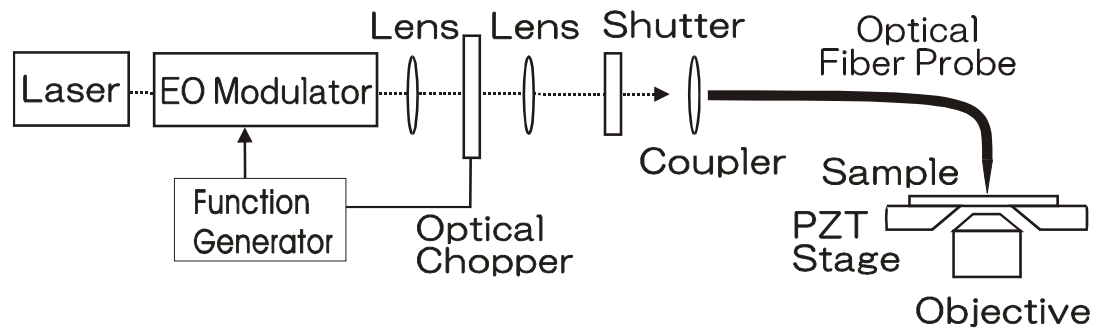 Lens
Lens
Shutter
Optical
Fiber Probe
Laser
EO Modulator
Coupler
Sample
Function
Generator
Optical
Chopper
PZT
Stage
Objective